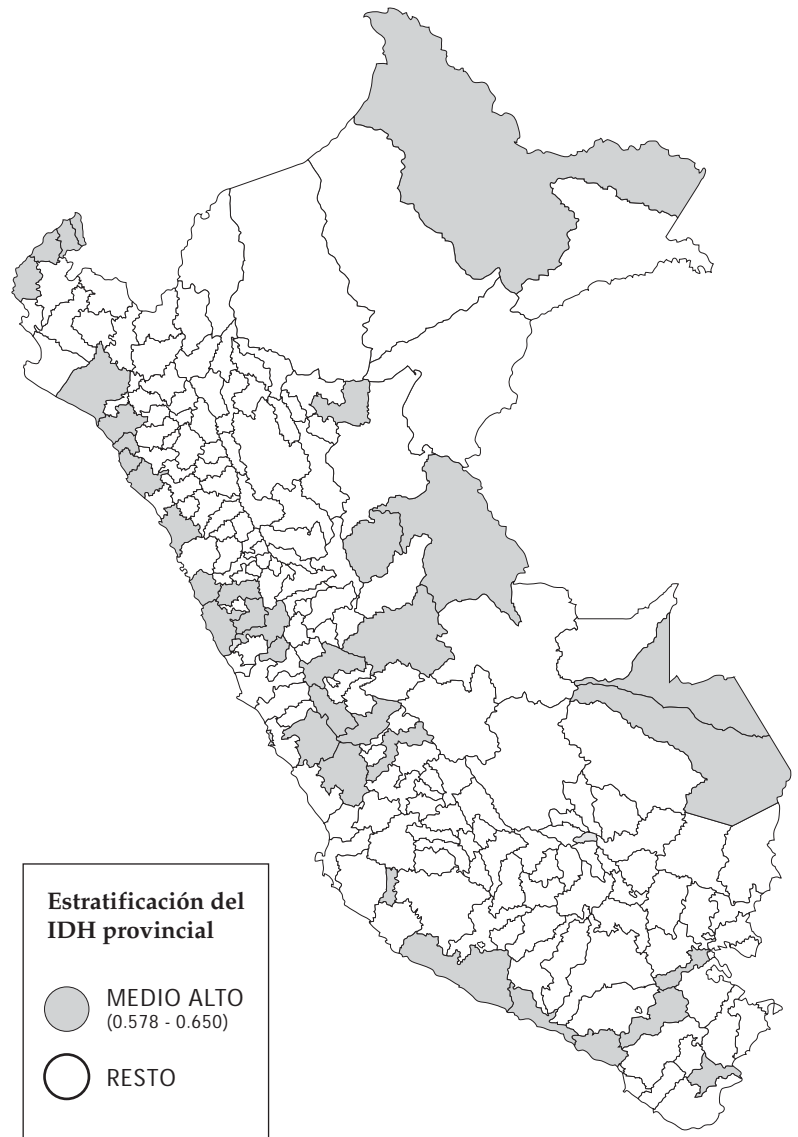 Estratificación del
IDH provincial
MEDIO ALTO
(0.578 - 0.650)
RESTO